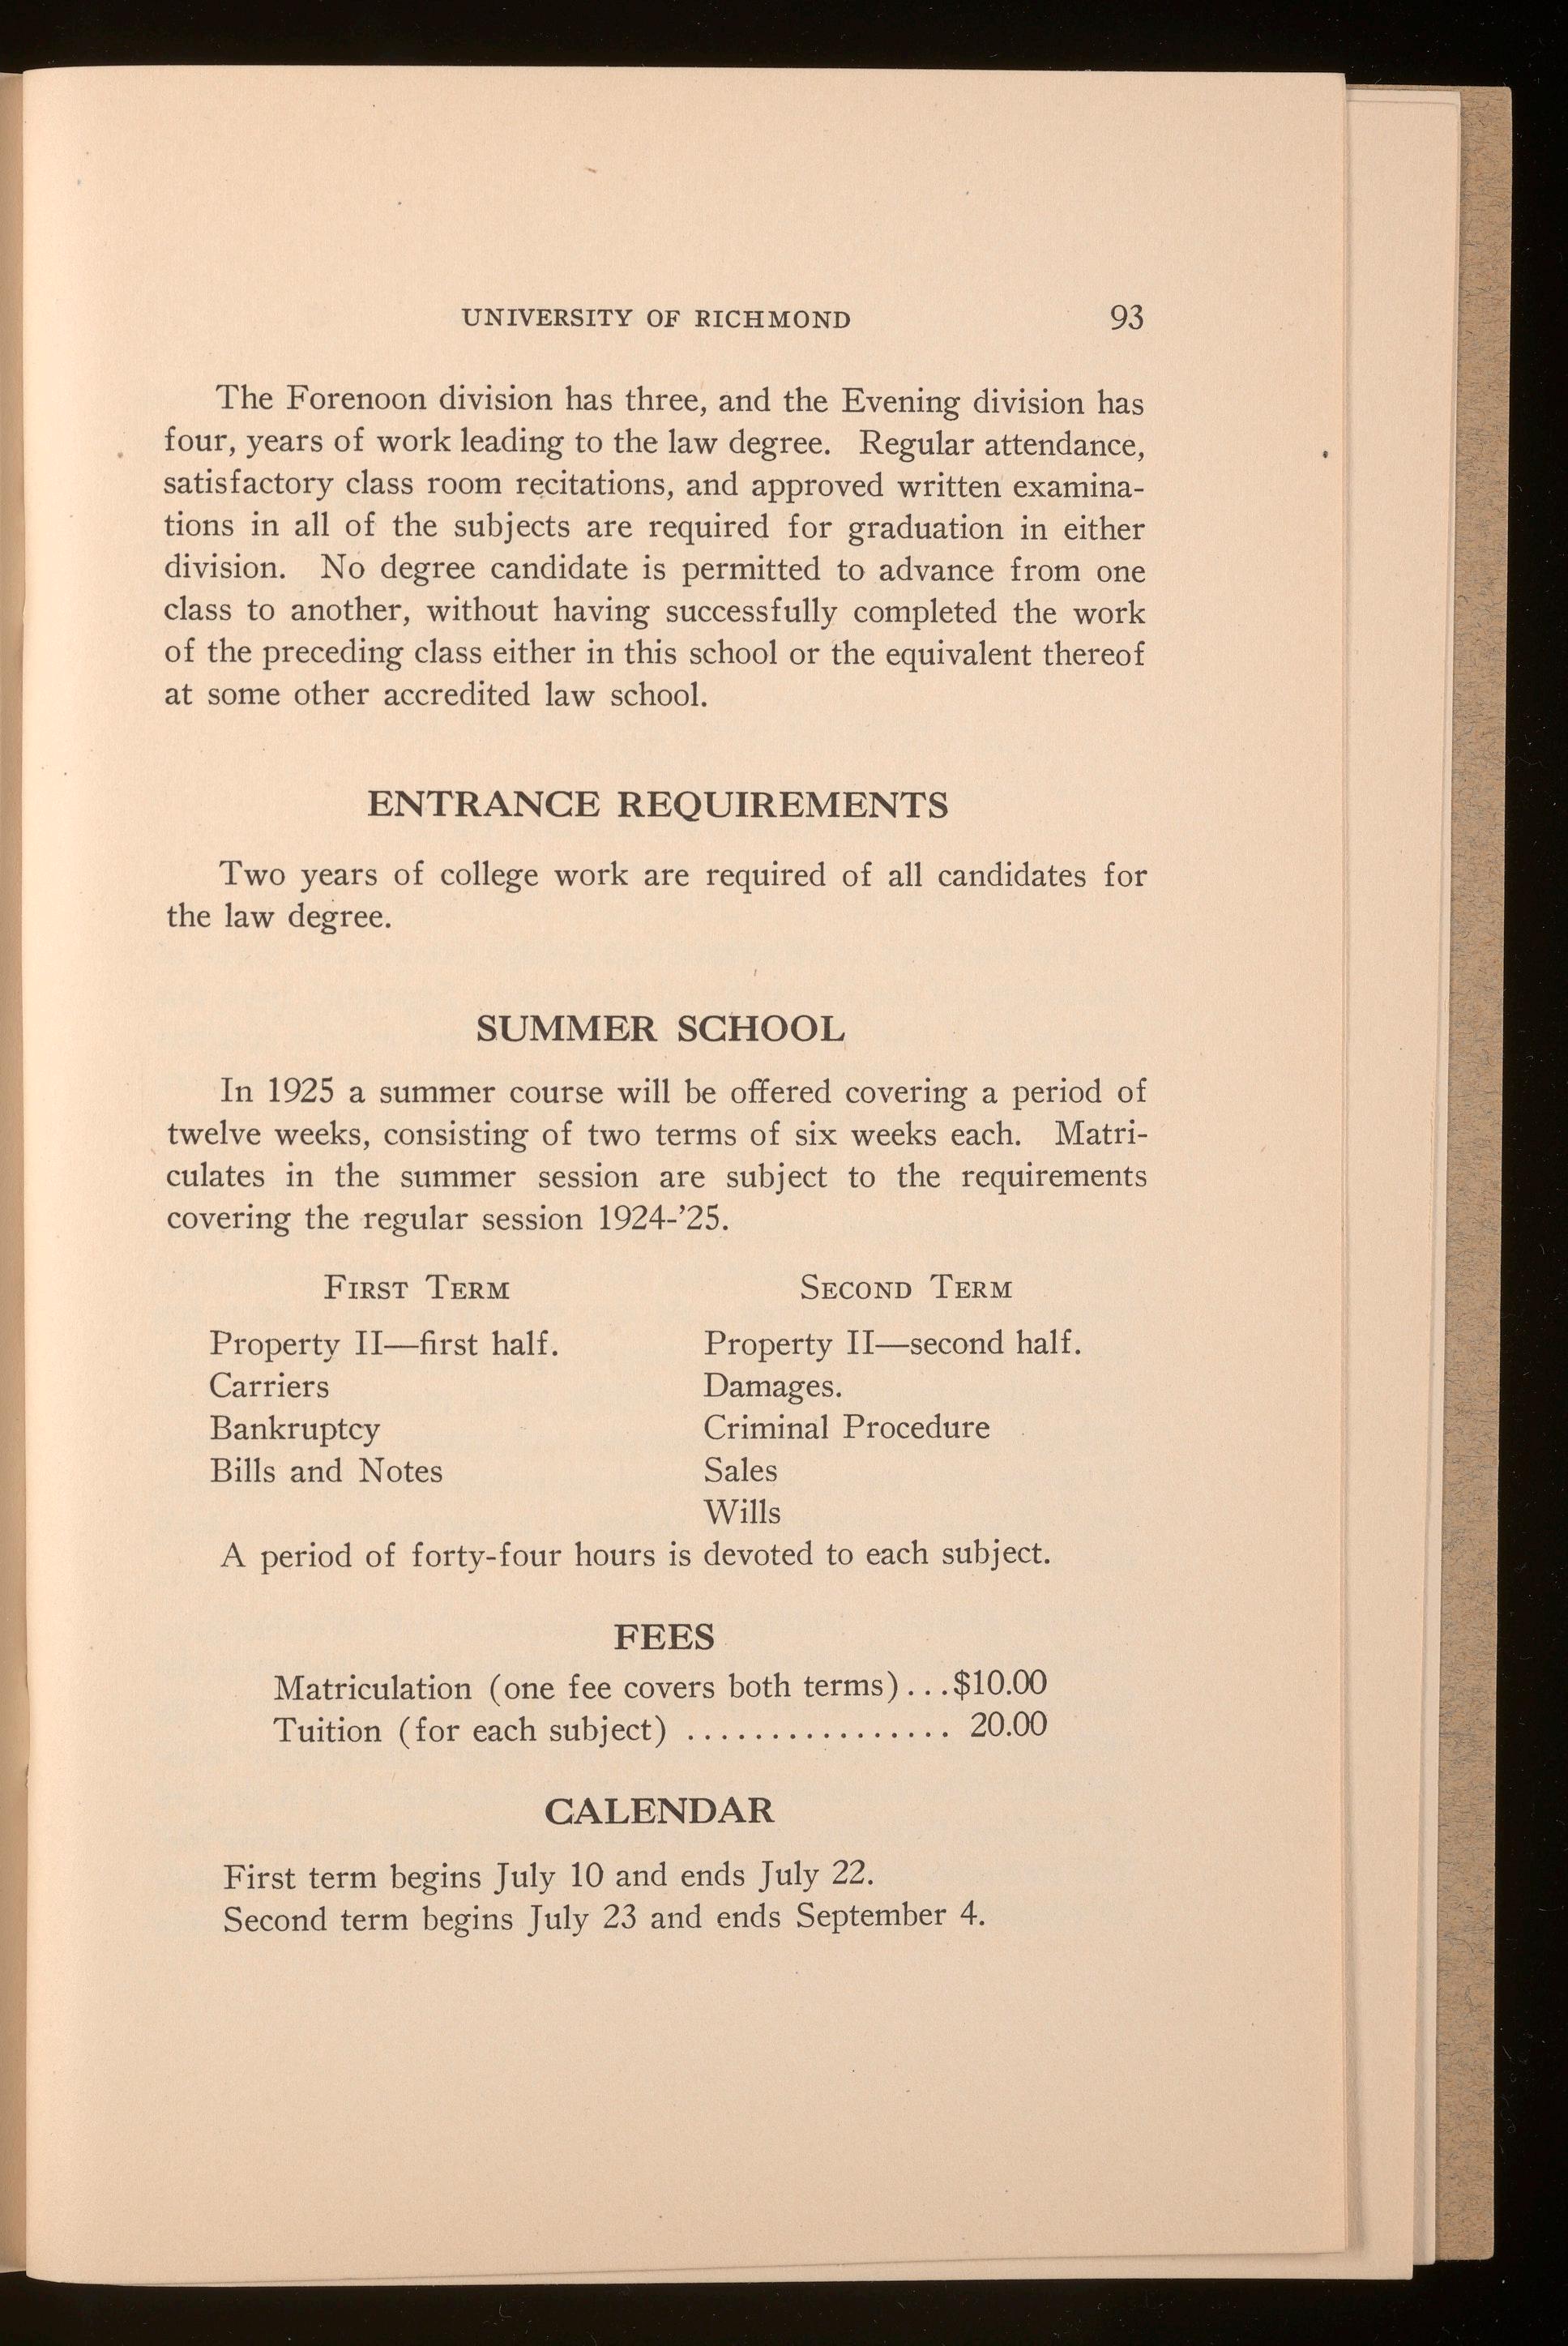 UNIVERSITY OF RICHMOND 93
The Forenoon division has three, and the Evening division has
four, years of work leading to the law degree. Regular attendance,
satisfactory class room recitations, and approved written examina-
tions in all of the subjects are required for graduation in either
division. No degree candidate is permitted to advance from one
class to another, without having successfully completed the work
of the preceding class either in this school or the equivalent thereof
at some other accredited law school.
ENTRANCE REQUIREMENTS
Two years of college work are required of all candidates for
the law degree.
SUMMER SCHOOL
In 1925 a summer course will be offered covering a period of
twelve weeks, consisting of two terms of six weeks each. Matri-
culates in the summer session are subject to the requirements
covering the regular session 1924-'25.
FIRST TERM
Property II—first half.
Carriers
Bankruptcy
Bills and Notes
SECOND TERM
Property II—second half.
Damages.
Criminal Procedure
Sales
Wills
A period of forty-four hours is devoted to each subject.
FEES
Matriculation (one fee covers both terms)...$10.00
Tuition (for each subject) ................ 20.00
CALENDAR
First term begins July 10 and ends July 22.
Second term begins July 23 and ends September 4.